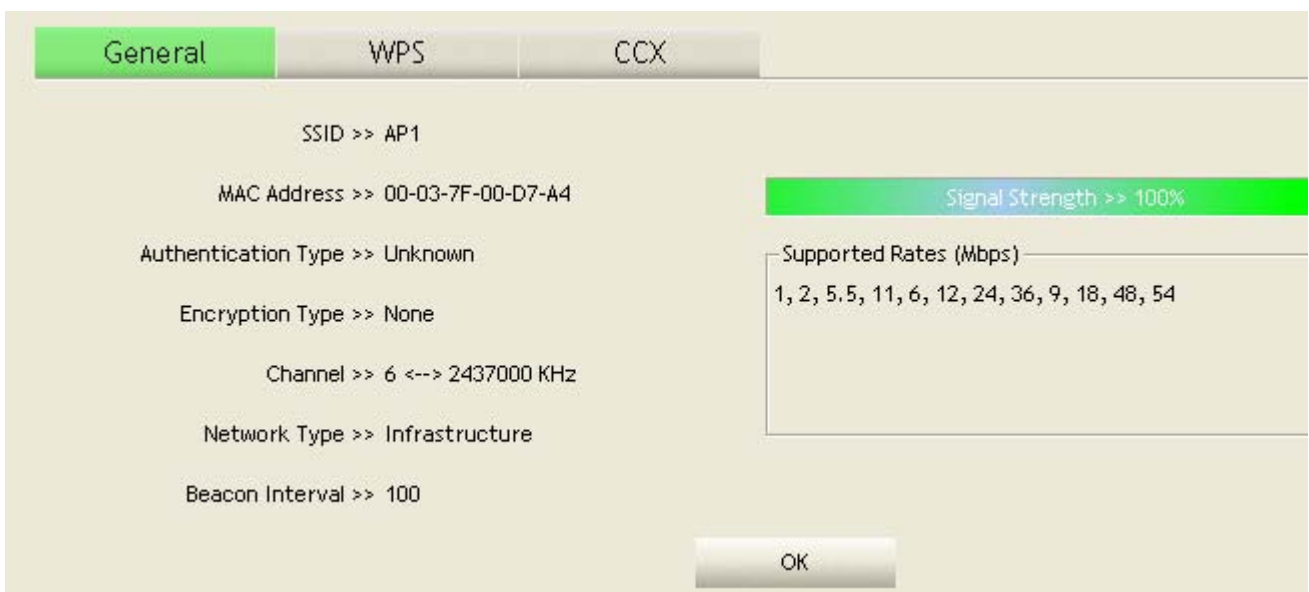 General WPS CCX
SSID >> AP1
MAC Address >> 00-03-7F-00-D7-A4
Signal Strength >> 100%
Authentication Type >> Unknown
Supported Rates (Mbps)
1, 2, 5.5, 11, 6, 12, 24, 36, 9, 18, 48, 54
Encryption Type >> None
Channel >> 6 <--> 2437000 KHz
Network Type >> Infrastructure
Beacon Interval >> 100
OK